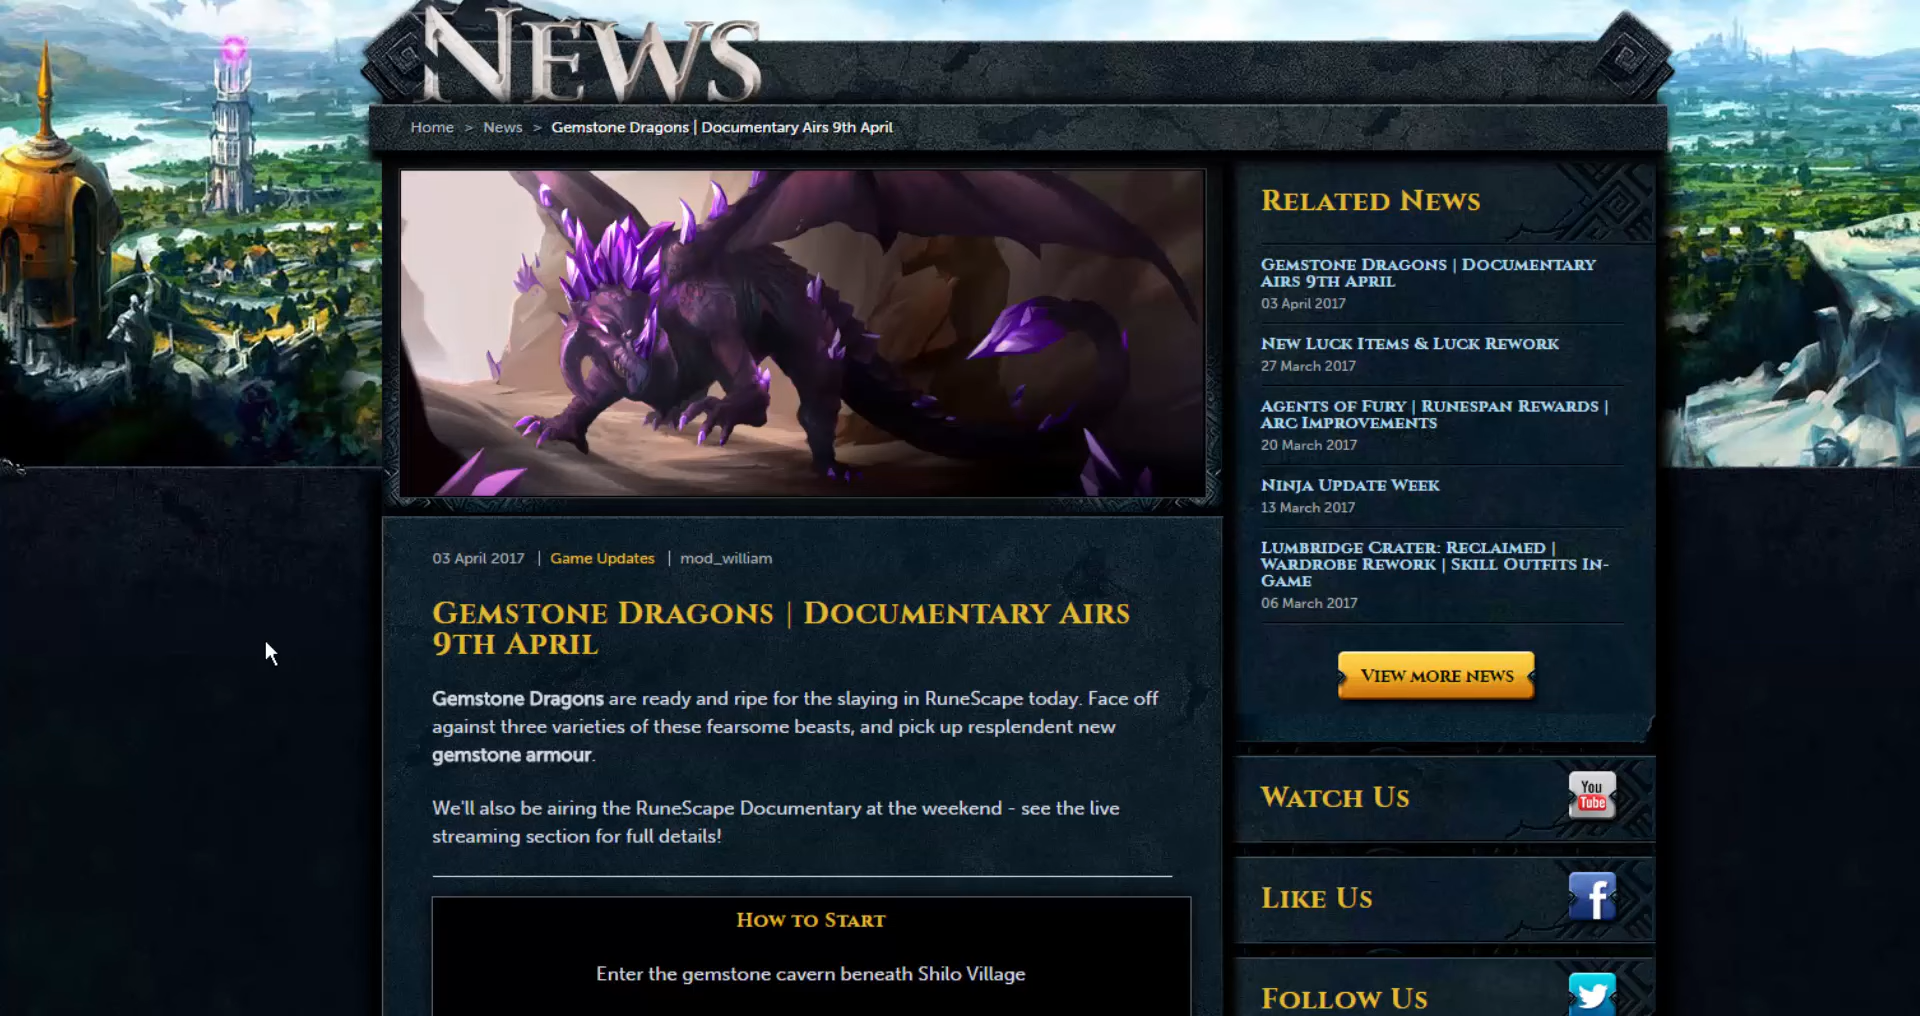 News
Home > News > Gemstone Dragons | Documentary Airs 9th April
03 April 2017 | Game Updates | mod_william
Gemstone Dragons | Documentary Airs
9th April
Gemstone Dragons are ready and ripe for the slaying in RuneScape today. Face off
against three varieties of these fearsome beasts, and pick up resplendent new
gemstone armour.
We'll also be airing the RuneScape Documentary at the weekend - see the live
streaming section for full details!
How to Start
Enter the gemstone cavern beneath Shilo Village
Related News
Gemstone Dragons | Documentary
Airs 9th April
03 April 2017
New Luck Items & Luck Rework
27 March 2017
Agents of Fury | Runespan Rewards |
Arc Improvements
20 March 2017
Ninja Update Week
13 March 2017
Lumbridge Crater: Reclaimed |
Wardrobe Rework | Skill Outfits In-
Game
06 March 2017
View more news
Watch Us
You
Tube
Like Us
f
Follow Us